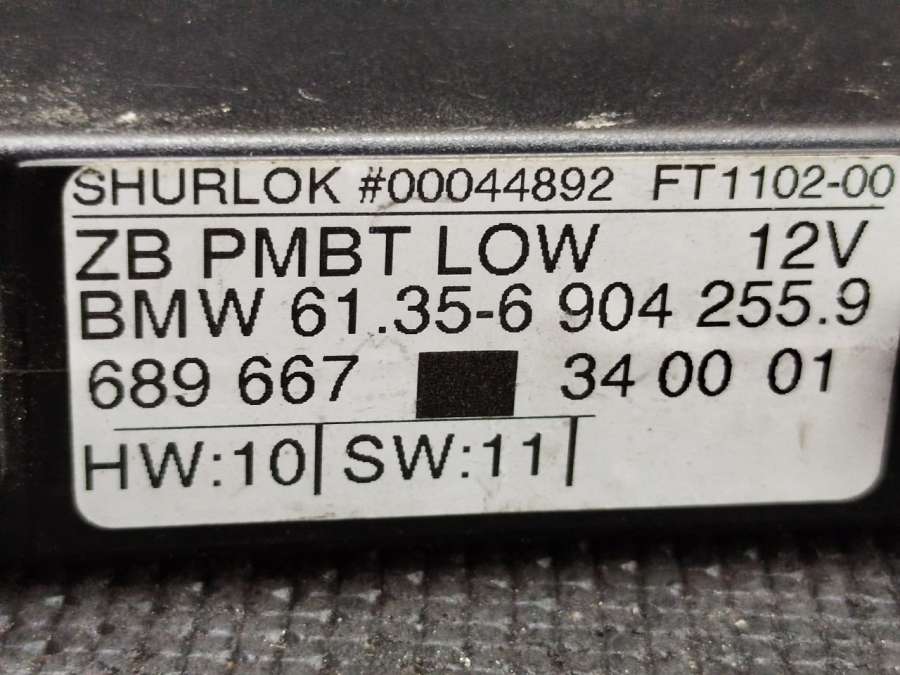 SHURLOK #00044892 FT1102-00
ZB PMBT LOW 12V
BMW 61.35-6 904 255.9
689 667 34 00 01
HW:10 SW:11